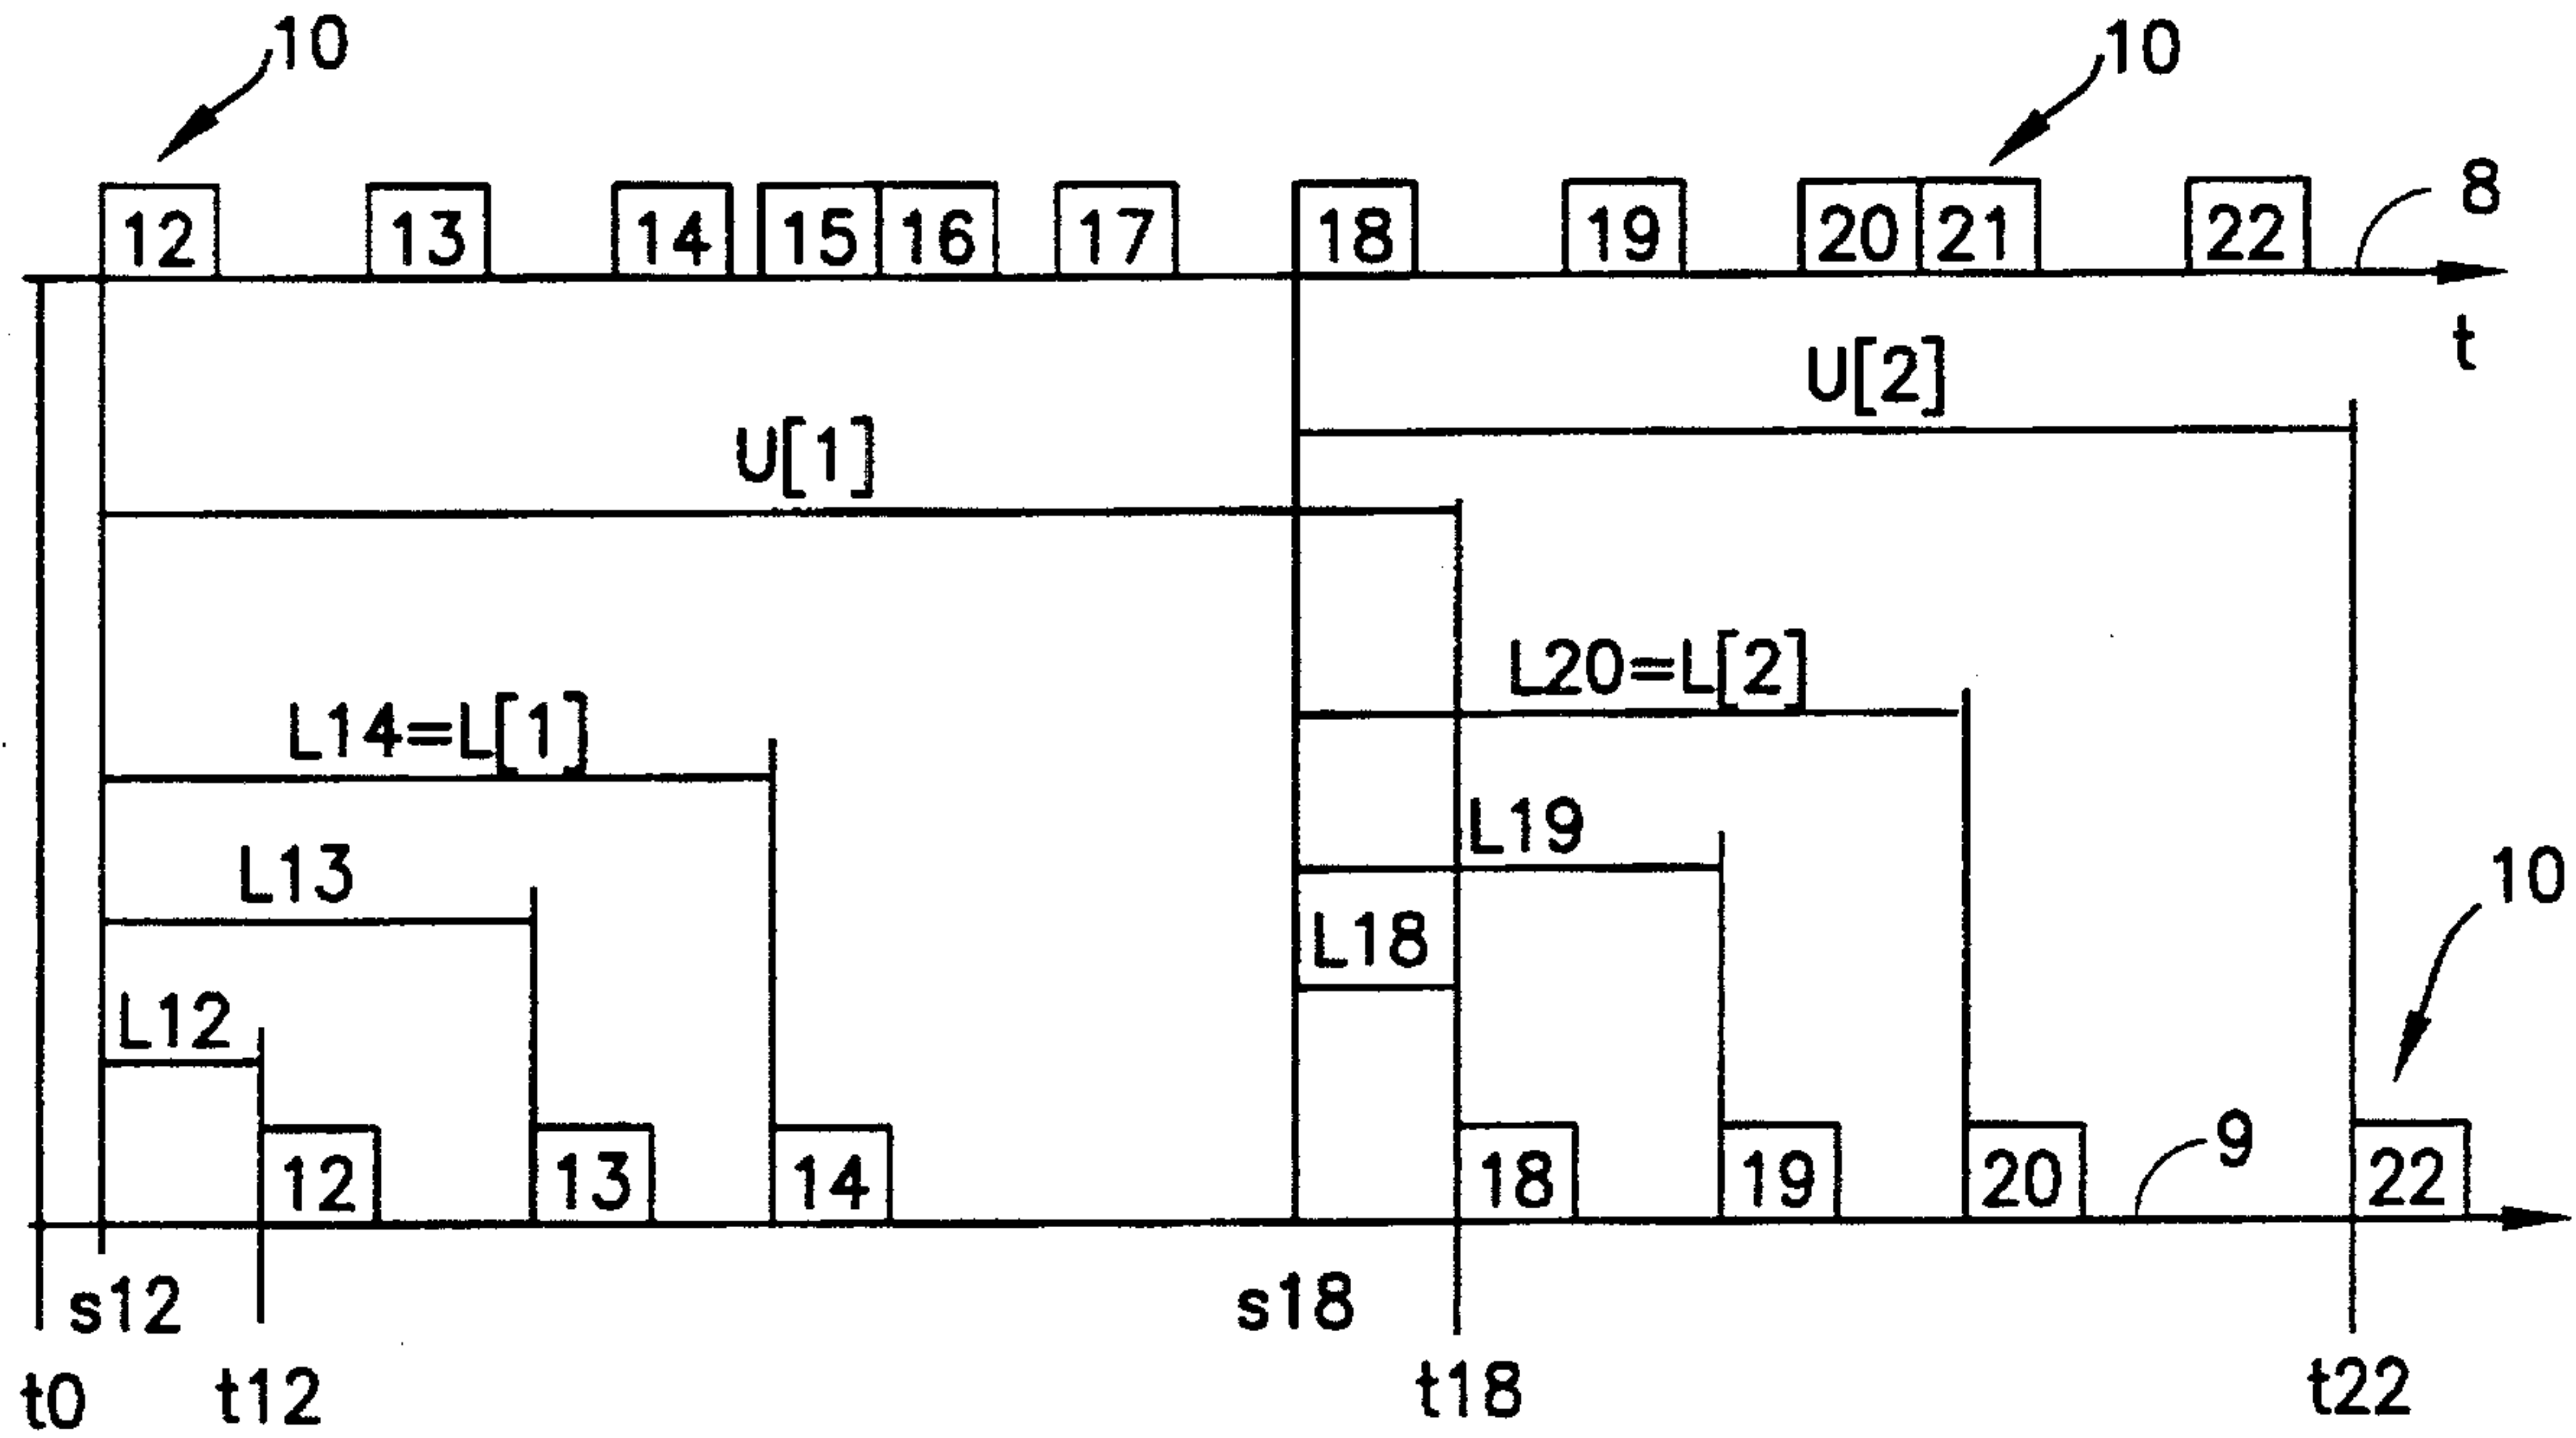 10 10
12 13 14 15 16 17 18 19 20 21 22 8
t
U[2]
U[1]
L20=L[2]
L14=L[1]
L19
L13
10
L18
L12
12 13 14 18 19 20 9 22
s12 s18
t0 t12 t18 t22